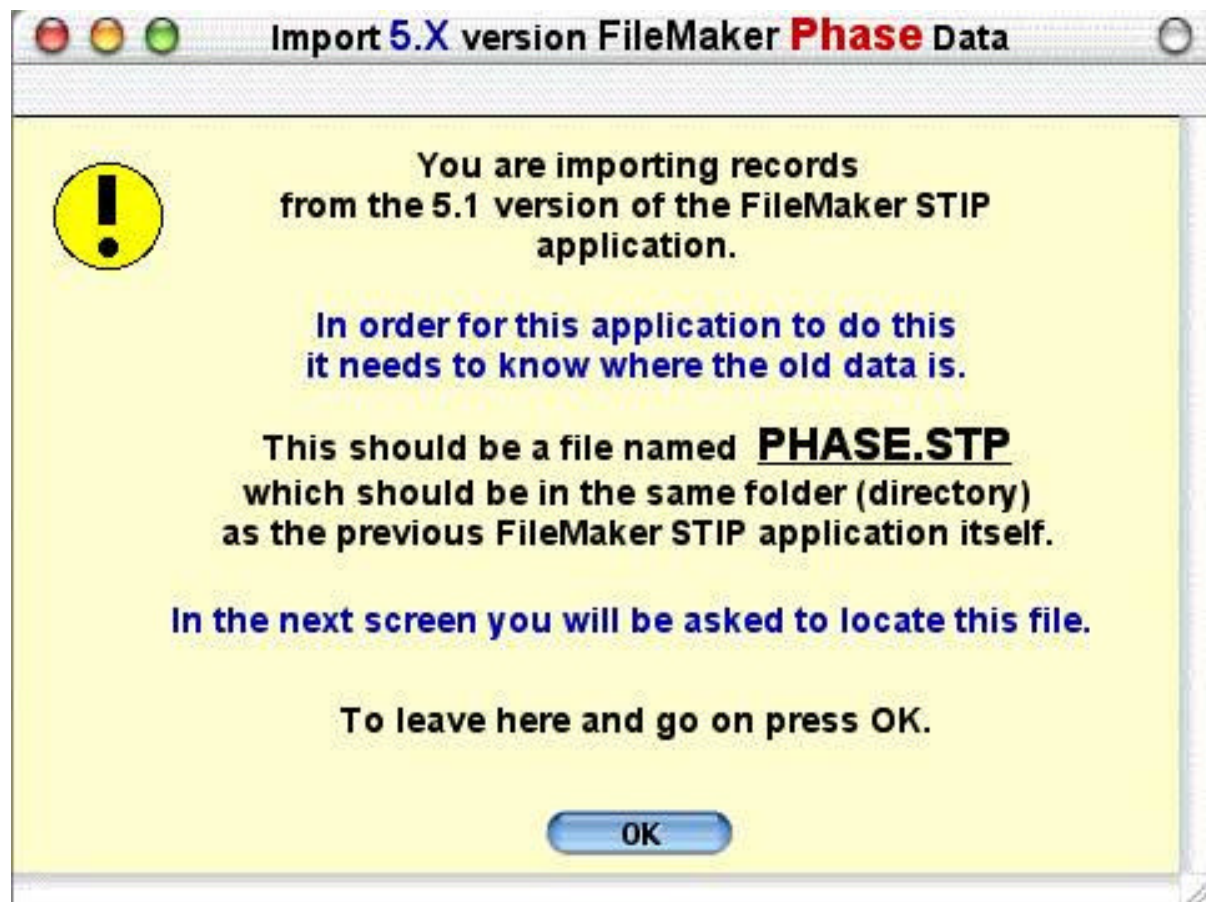 Import 5.X version FileMaker Phase Data
You are importing records
from the 5.1 version of the FileMaker STIP
application.
In order for this application to do this
it needs to know where the old data is.
This should be a file named PHASE.STP
which should be in the same folder (directory)
as the previous FileMaker STIP application itself.
In the next screen you will be asked to locate this file.
To leave here and go on press OK.
OK